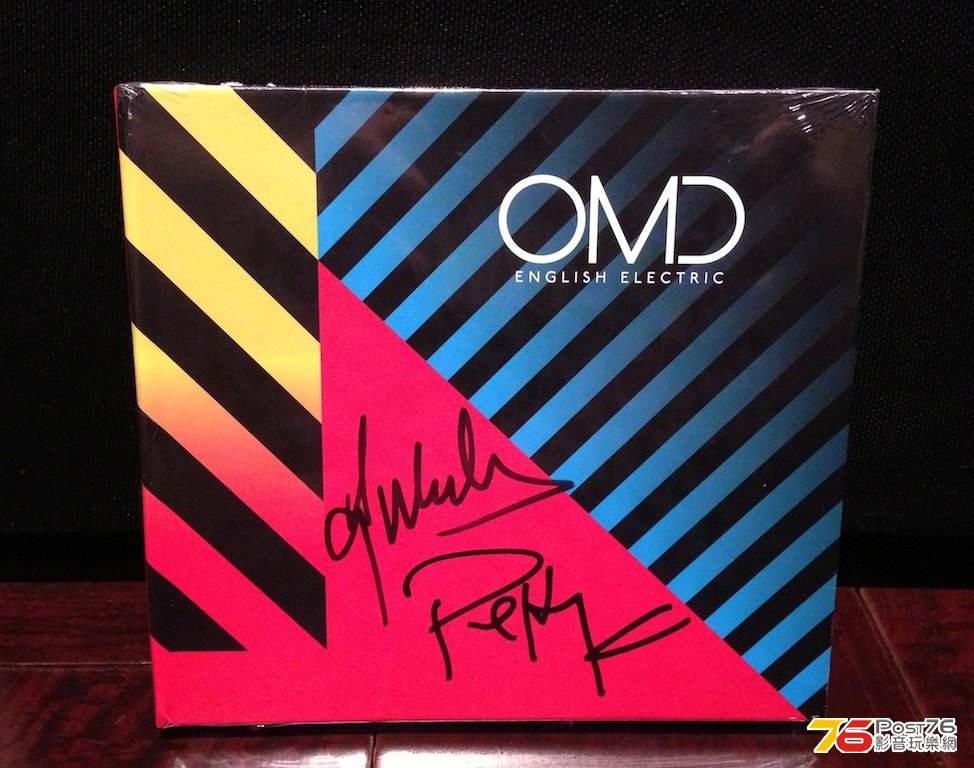 OMD
ENGLISH ELECTRIC
76 Post76
影音玩樂網